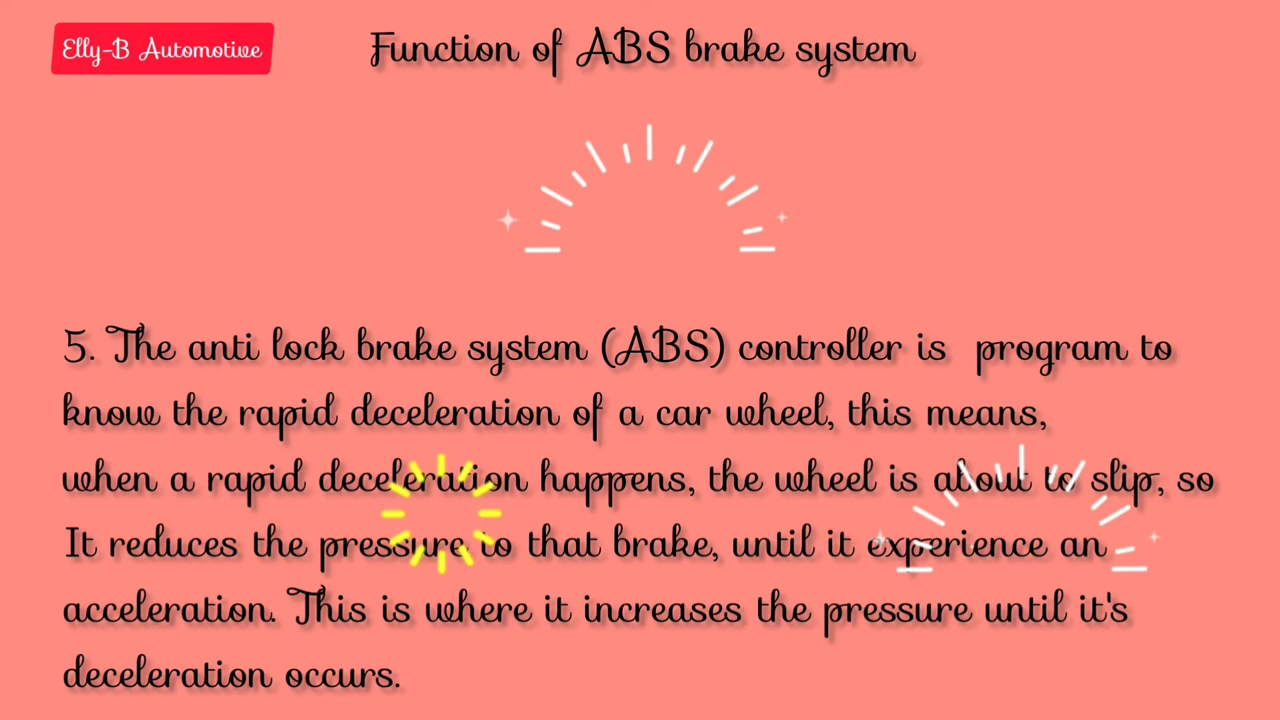 Elly-B Automotive
Function of ABS brake system
5. The anti lock brake system (ABS) controller is program to
know the rapid deceleration of a car wheel, this means,
when a rapid deceleration happens, the wheel is about to slip, so
It reduces the pressure to that brake, until it experience an
acceleration. This is where it increases the pressure until it's
deceleration occurs.